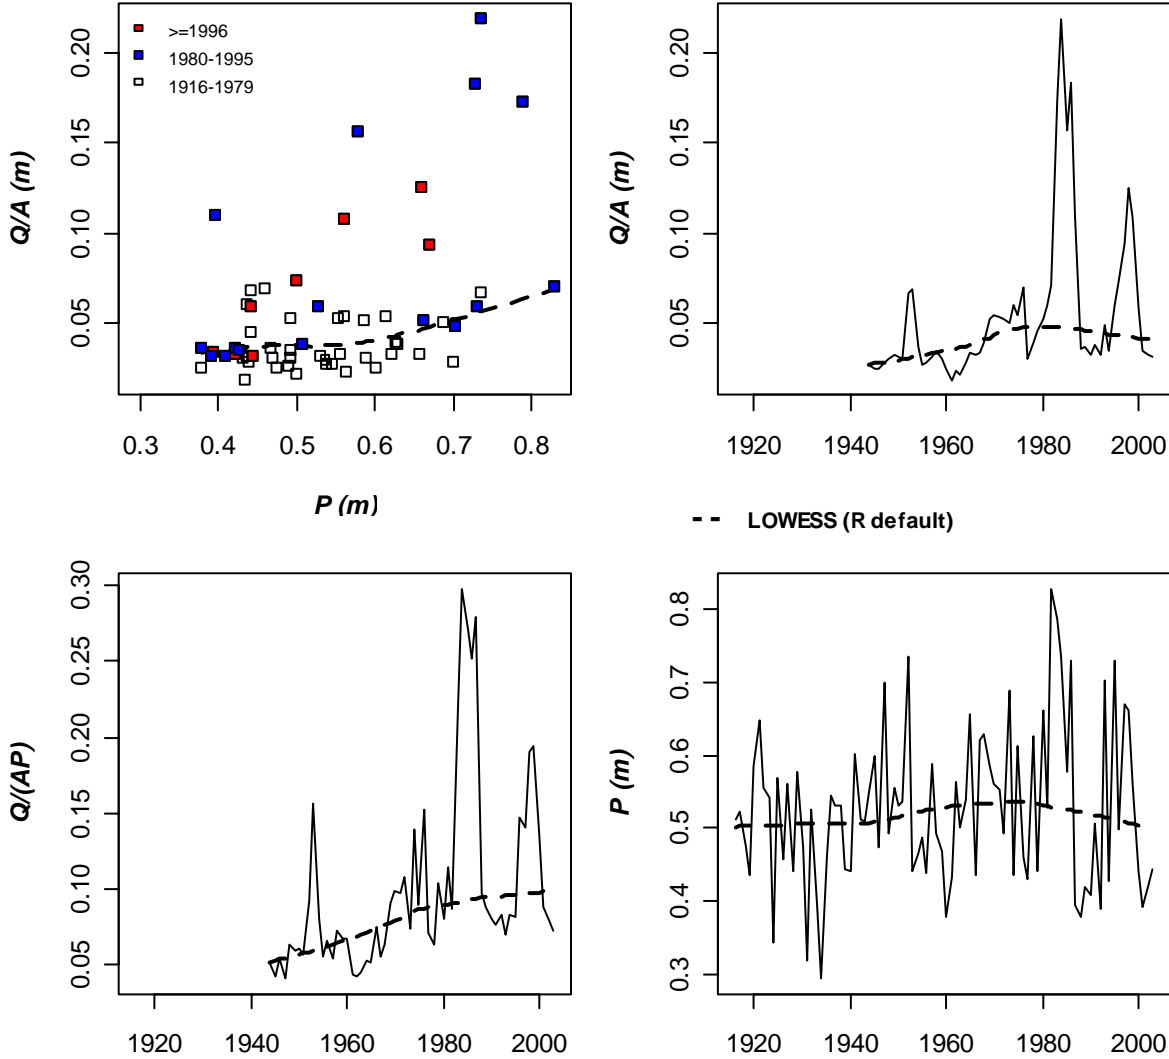 >=1996
1980-1995
1916-1979
Q/A (m)
0.05 0.10 0.15 0.20
0.3 0.4 0.5 0.6 0.7 0.8
P (m)
Q/A (m)
0.05 0.10 0.15 0.20
1920 1940 1960 1980 2000
LOWESS (R default)
Q/(AP)
0.05 0.10 0.15 0.20 0.25 0.30
1920 1940 1960 1980 2000
P (m)
0.3 0.4 0.5 0.6 0.7 0.8
1920 1940 1960 1980 2000